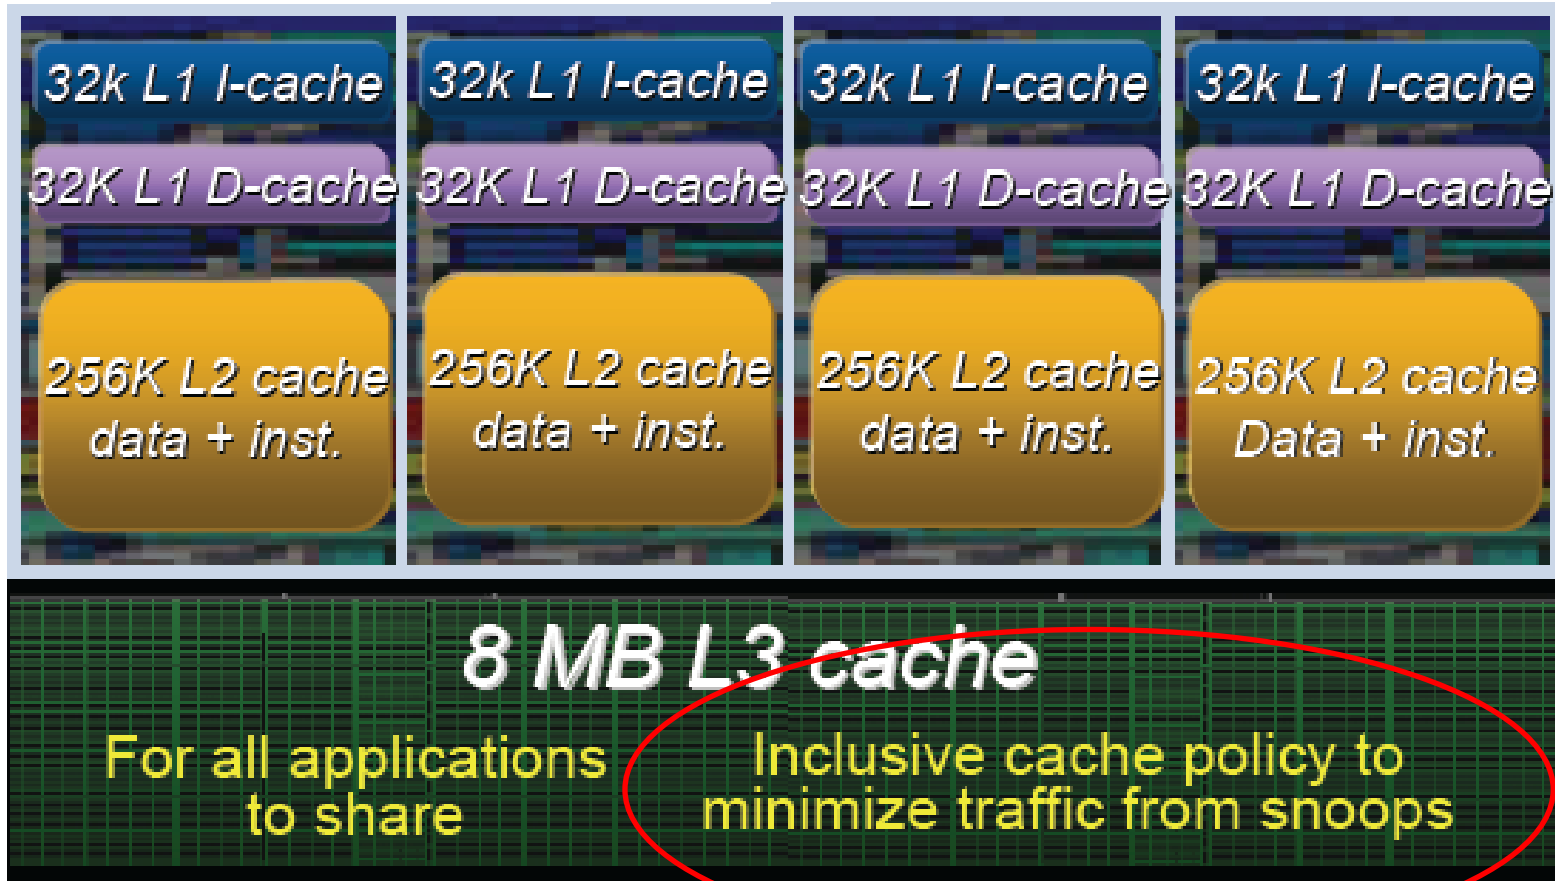 32k L1 I-cache
32K L1 D-cache
256K L2 cache
data + inst.
32k L1 I-cache
32K L1 D-cache
256K L2 cache
data + inst.
32k L1 I-cache
32K L1 D-cache
256K L2 cache
data + inst.
32k L1 I-cache
32K L1 D-cache
256K L2 cache
Data + inst.
8 MB L3 cache
For all applications
to share
Inclusive cache policy to
minimize traffic from snoops